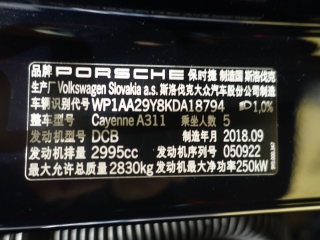 品牌 PORSCHE 保时捷 制造国 斯洛伐克
生产厂 Volkswagen Slovakia a.s. 斯洛伐克大众汽车股份公司制造
车辆识别代号 WP1AA29Y8KDA18794 1,0%
整车型号 Cayenne A311 乘坐人数 5
发动机型号 DCB 制造年月 2018.09
发动机排量 2995cc 发动机序号 050922
最大允许总质量 2830kg 发动机最大净功率 250kW